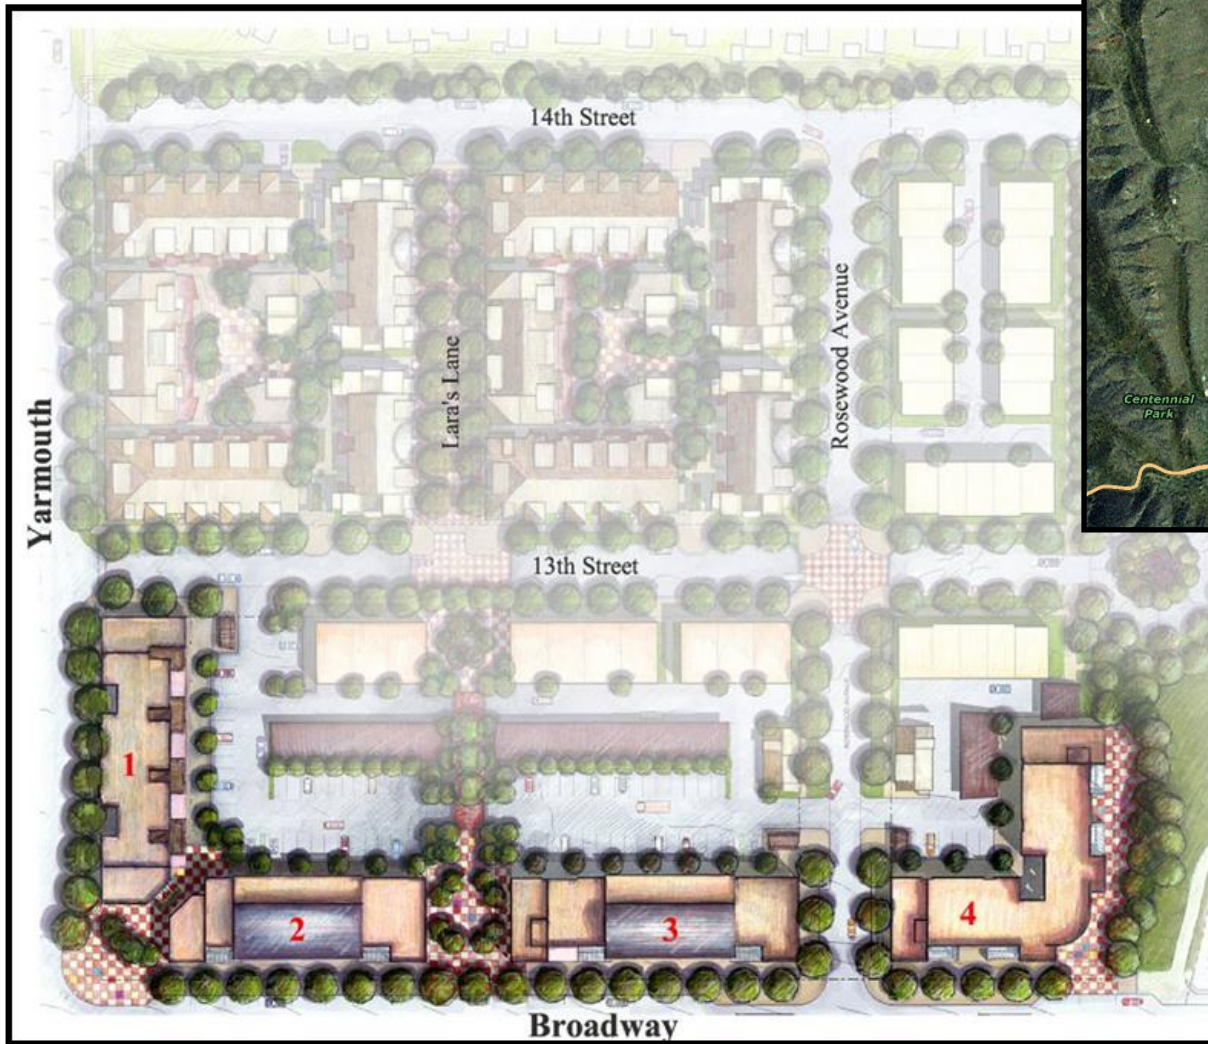 14th Street
Lara's Lane
Rosewood Avenue
Centennial
Park
Yarmouth
13th Street
1
2
3
4
Broadway